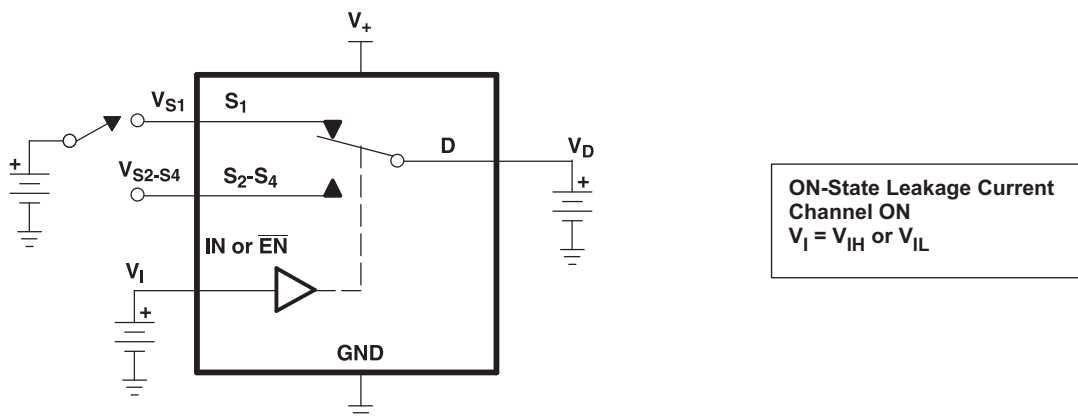 V+
VS1 S1
D VD
+
VS2-S4 S2-S4
+
IN or E̅N̅
VI
+
GND
ON-State Leakage Current
Channel ON
VI = VIH or VIL